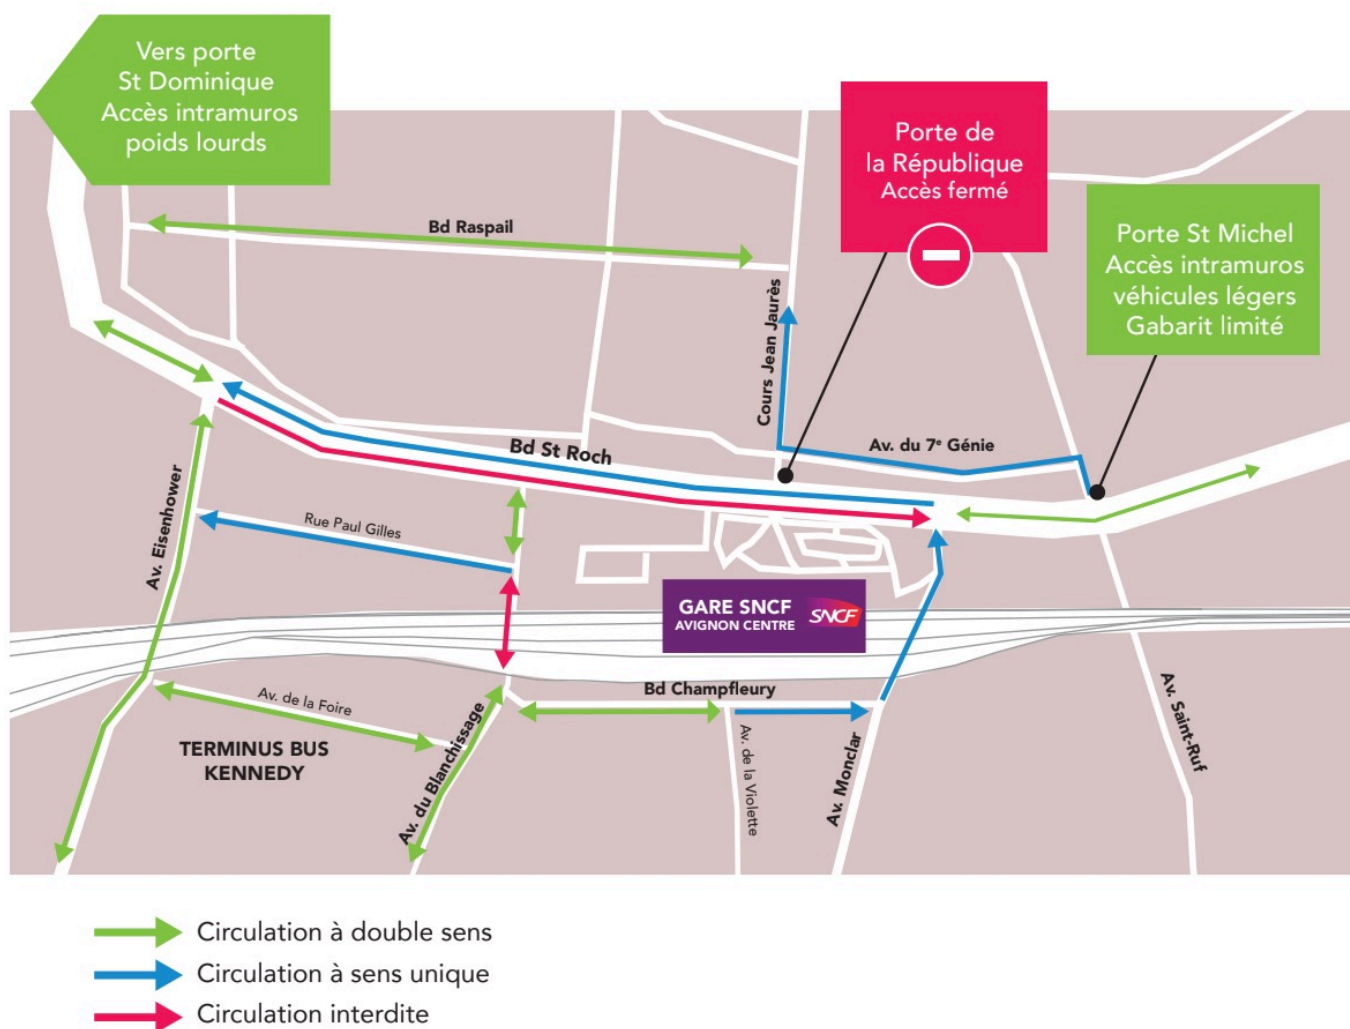 Vers porte
St Dominique
Accès intramuros
poids lourds
Porte de
la République
Accès fermé
Porte St Michel
Accès intramuros
véhicules légers
Gabarit limité
Bd Raspail
Cours Jean Jaurès
Av. du 7e Génie
Bd St Roch
Av. Eisenhower
Rue Paul Gilles
GARE SNCF
AVIGNON CENTRE
SNCF
Bd Champfleury
Av. de la Foire
TERMINUS BUS
KENNEDY
Av. du Blanchissage
Av. de la Violette
Av. Monclar
Av. Saint-Ruf
Circulation à double sens
Circulation à sens unique
Circulation interdite